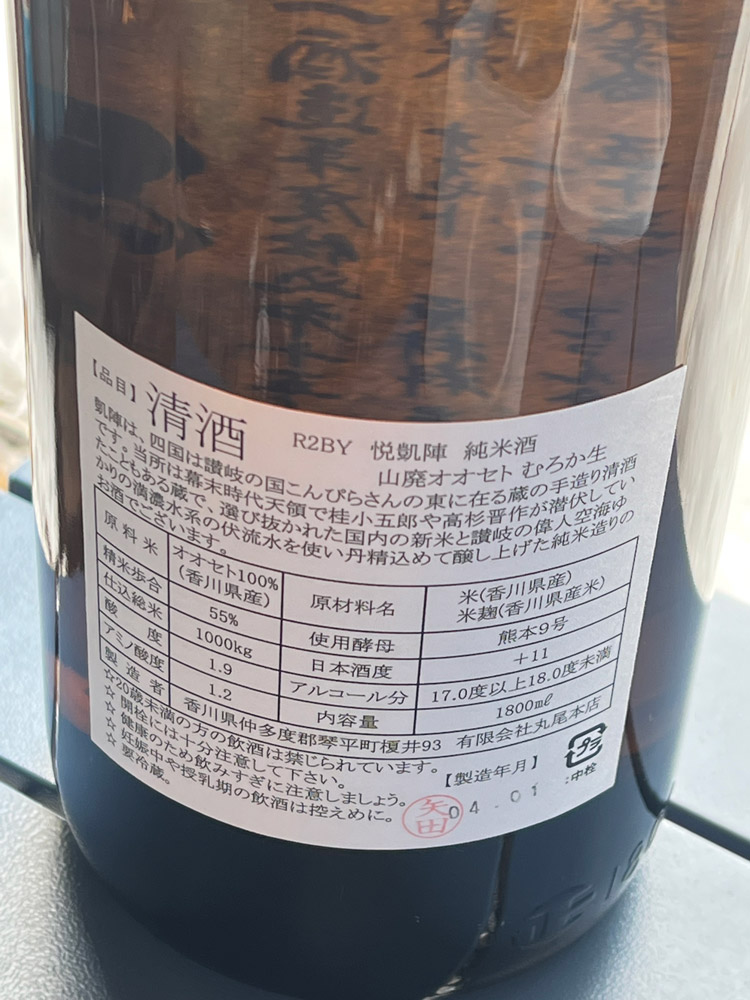 【品目】清酒 R2BY 悦凱陣 純米酒
山廃オオセト むろか生
凱陣は、四国は讃岐の国こんぴらさんの東に在る蔵の手造り清酒
です。当所は幕末時代天領で桂小五郎や高杉晋作が潜伏してい
たこともある蔵で、選び抜かれた国内の新米と讃岐の偉人空海ゆ
かりの満濃水系の伏流水を使い丹精込めて醸し上げた純米造りの
お酒でございます。
原料米 オオセト100%
(香川県産)
原材料名 米(香川県産)
米麹(香川県産米)
精米歩合 55% 使用酵母 熊本9号
仕込総米 1000kg 日本酒度 +11
酸度 1.9 アルコール分 17.0度以上18.0度未満
アミノ酸度 1.2 内容量 1800㎖
製造者 香川県仲多度郡琴平町榎井93 有限会社丸尾本店
☆20歳未満の方の飲酒は禁じられています。
☆開栓には十分注意して下さい。
☆健康のため飲みすぎに注意しましょう。
☆妊娠中や授乳期の飲酒は控えめに。
☆要冷蔵。
【製造年月】
04.01
矢田
プラ
:中栓